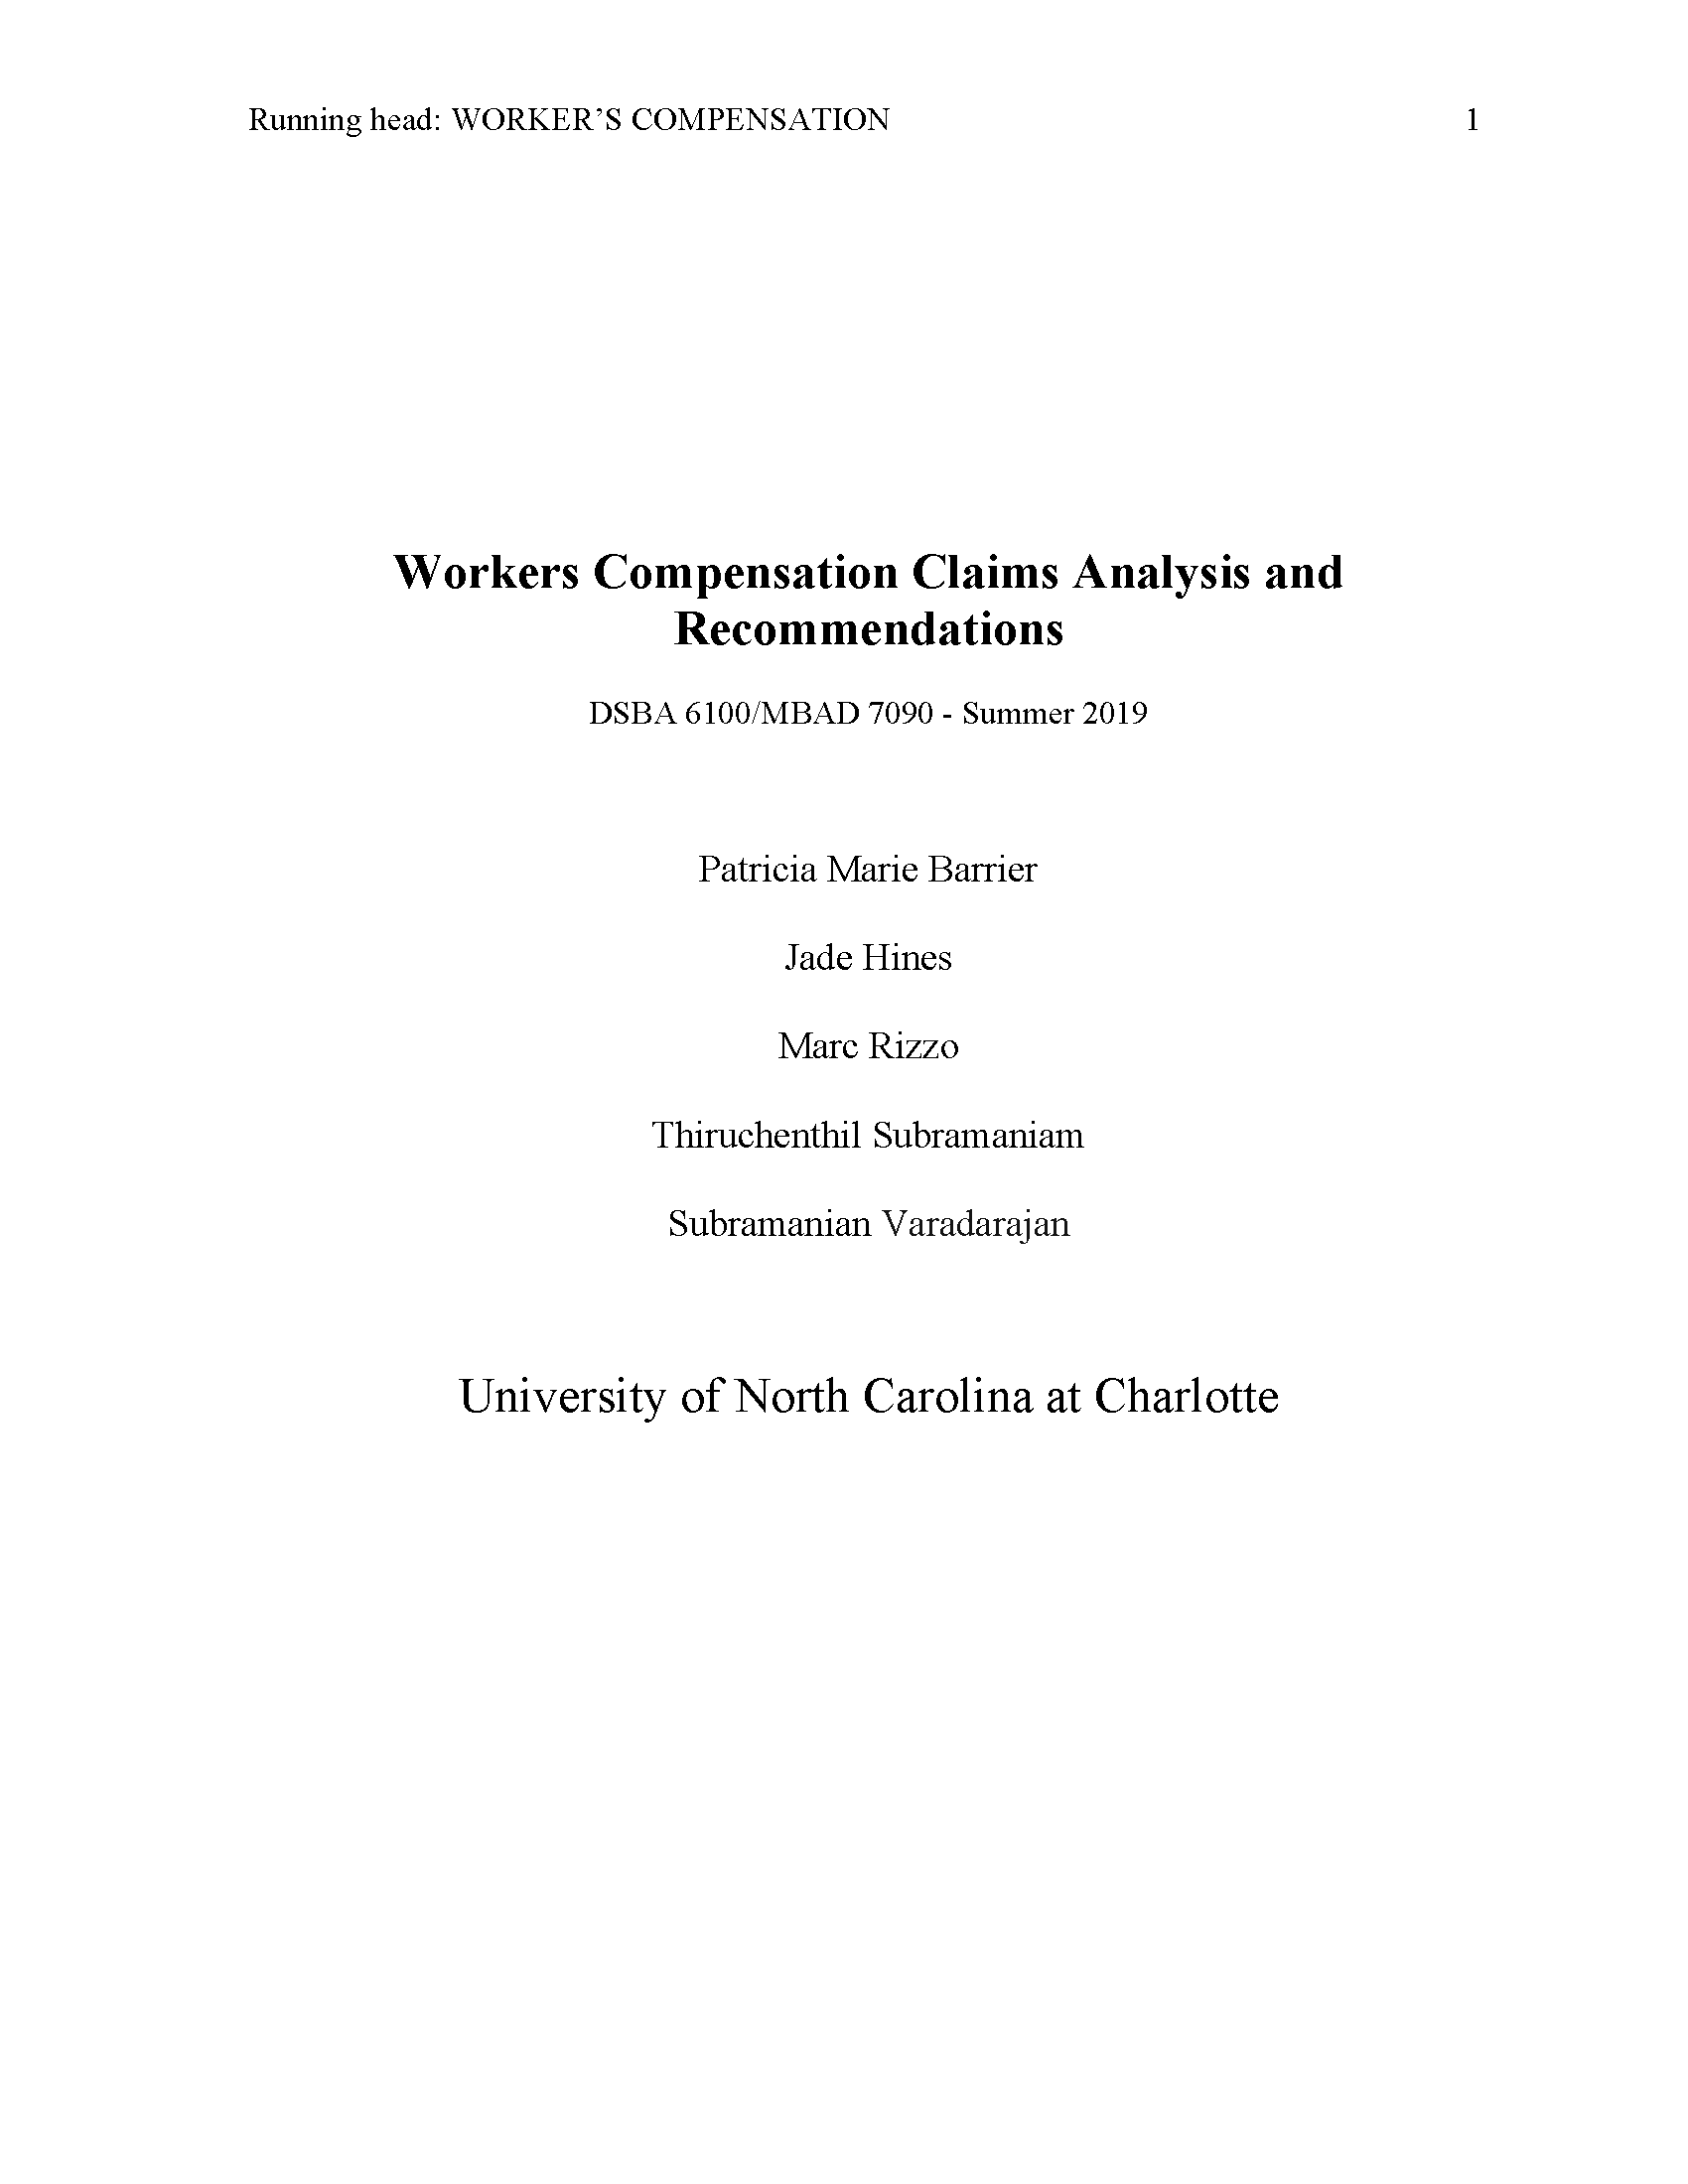 Running head: WORKER’S COMPENSATION 1
Workers Compensation Claims Analysis and
Recommendations
DSBA 6100/MBAD 7090 - Summer 2019
Patricia Marie Barrier
Jade Hines
Marc Rizzo
Thiruchenthil Subramaniam
Subramanian Varadarajan
University of North Carolina at Charlotte